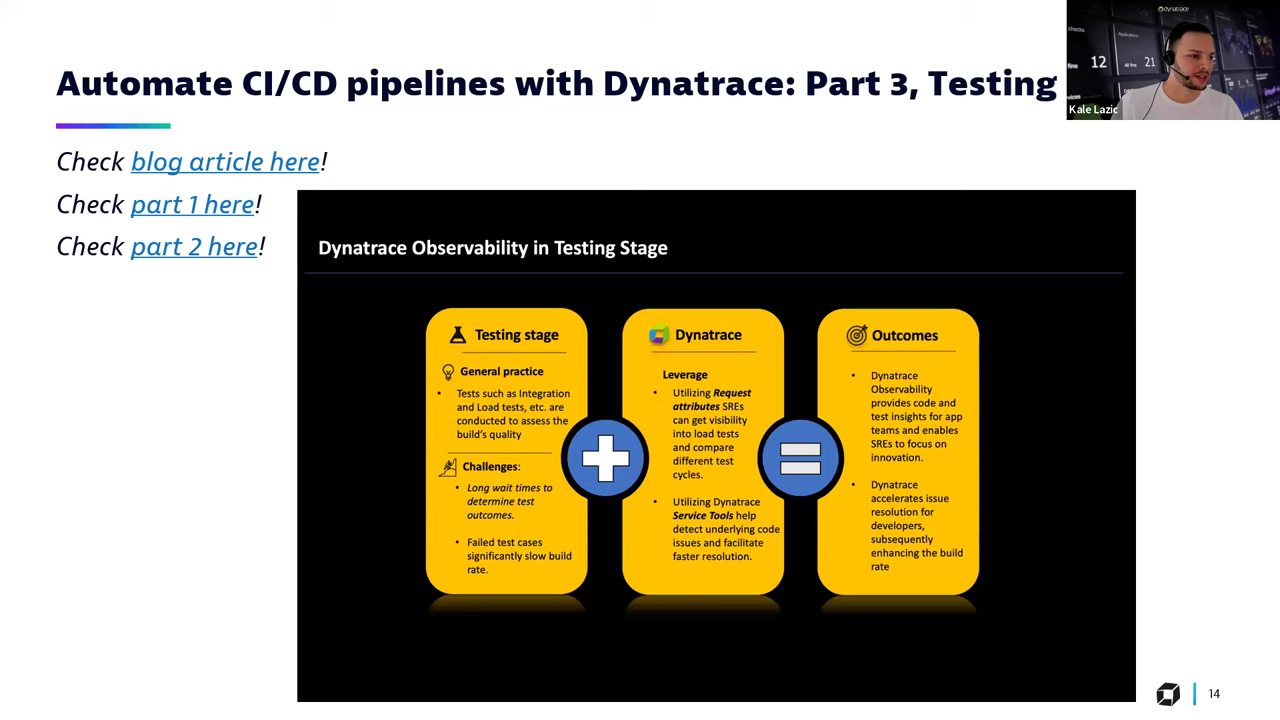 Automate CI/CD pipelines with Dynatrace: Part 3, Testing
Check blog article here!
Check part 1 here!
Check part 2 here!
dynatrace
12
21
Kale Lazic
Dynatrace Observability in Testing Stage
Testing stage
General practice
• Tests such as Integration
and Load tests, etc. are
conducted to assess the
build's quality
Challenges:
• Long wait times to
determine test
outcomes.
• Failed test cases
significantly slow build
rate.
Dynatrace
Leverage
• Utilizing Request
attributes SREs
can get visibility
into load tests
and compare
different test
cycles.
• Utilizing Dynatrace
Service Tools help
detect underlying code
issues and facilitate
faster resolution.
Outcomes
• Dynatrace
Observability
provides code and
test insights for app
teams and enables
SREs to focus on
innovation.
• Dynatrace
accelerates issue
resolution for
developers,
subsequently
enhancing the build
rate
14